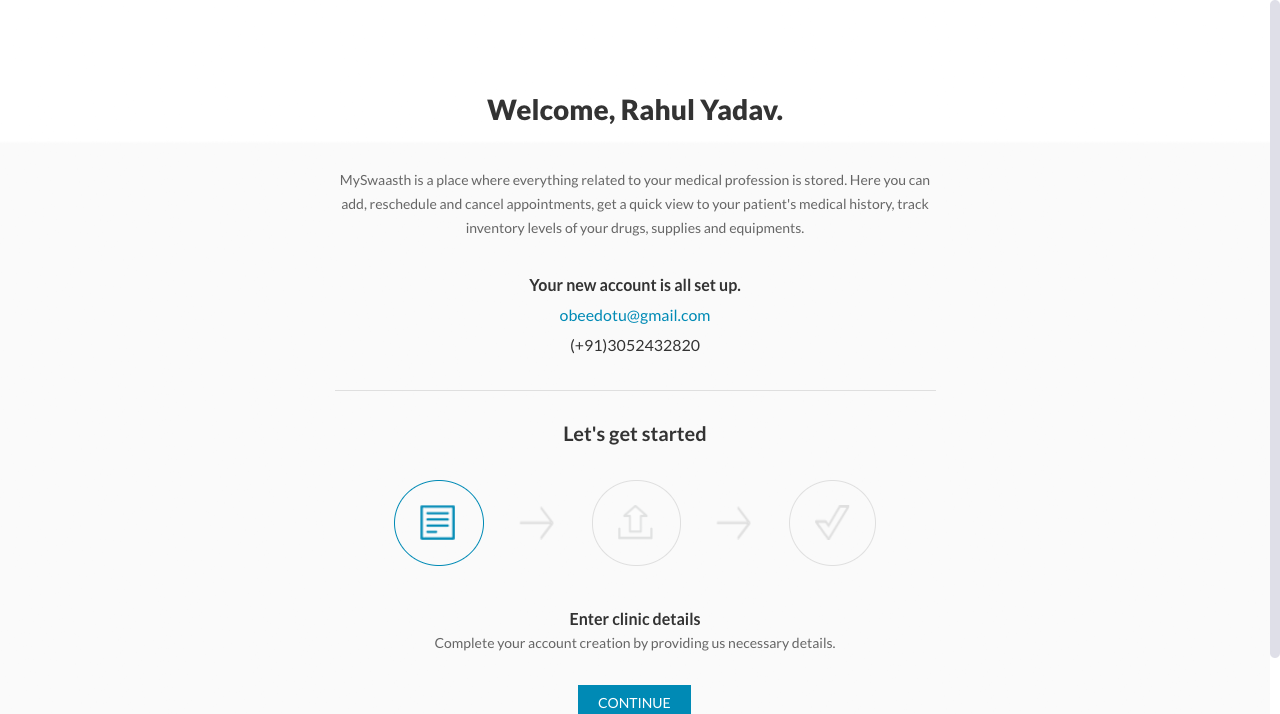 Welcome, Rahul Yadav.
MySwaasth is a place where everything related to your medical profession is stored. Here you can
add, reschedule and cancel appointments, get a quick view to your patient's medical history, track
inventory levels of your drugs, supplies and equipments.
Your new account is all set up.
obeedotu@gmail.com
(+91)3052432820
Let's get started
Enter clinic details
Complete your account creation by providing us necessary details.
CONTINUE